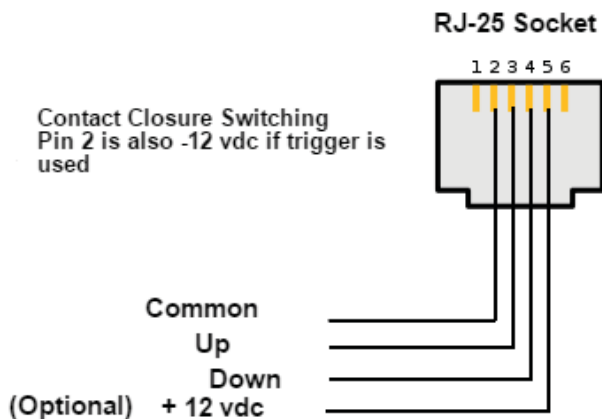 RJ-25 Socket
1 2 3 4 5 6
Contact Closure Switching
Pin 2 is also -12 vdc if trigger is
used
Common
Up
Down
(Optional) + 12 vdc